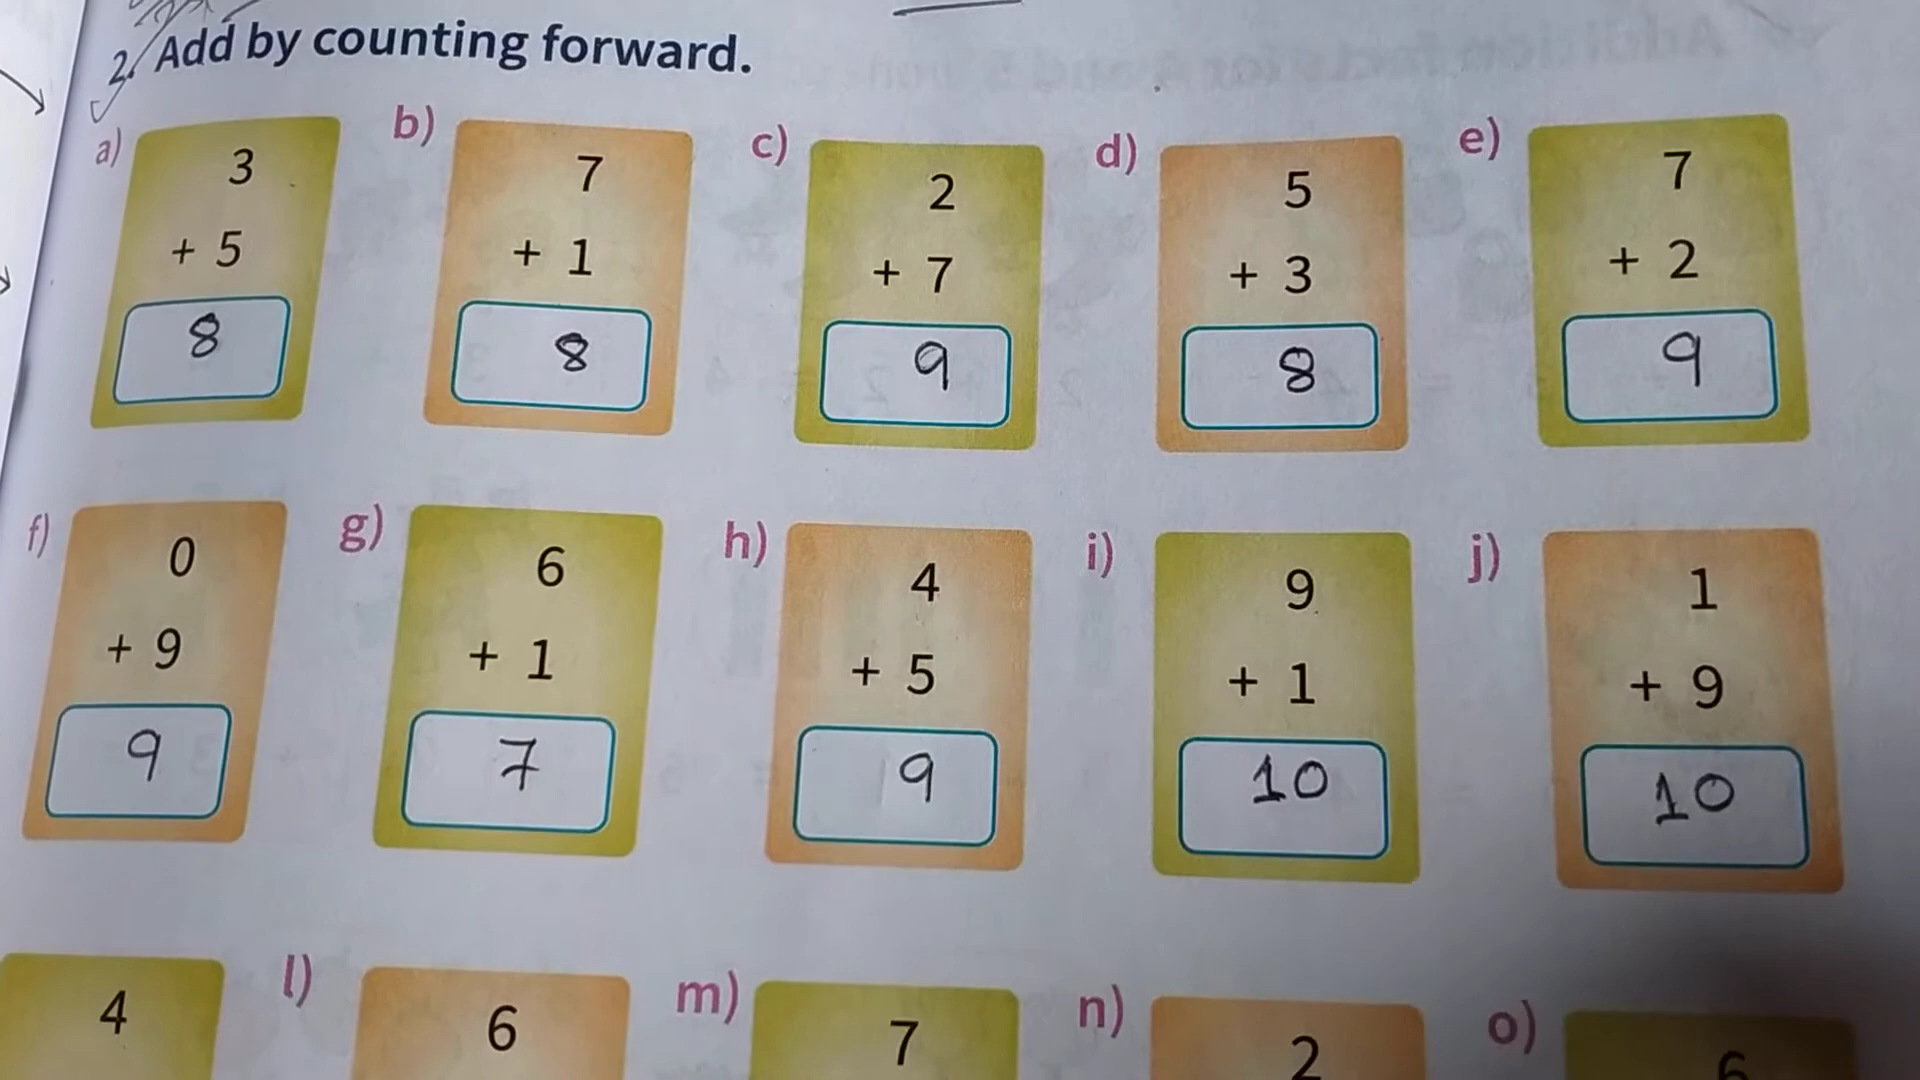 2. Add by counting forward.
a) b) c) d) e)
3 7 2 5 7
+ 5 + 1 + 7 + 3 + 2
8 8 9 8 9
f) g) h) i) j)
0 6 4 9 1
+ 9 + 1 + 5 + 1 + 9
9 7 9 10 10
l) m) n) o)
4 6 7 2 6